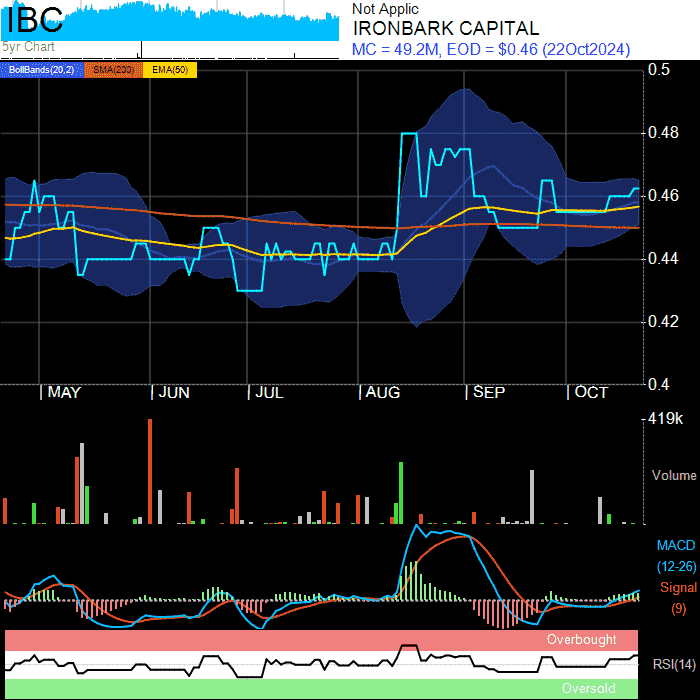 IBC
5yr Chart
Not Applic
IRONBARK CAPITAL
MC = 49.2M, EOD = $0.46 (22Oct2024)
BollBands(20,2) SMA(200) EMA(50)
0.5
0.48
0.46
0.44
0.42
0.4
MAY JUN JUL AUG SEP OCT
419k
Volume
MACD
(12-26)
Signal
(9)
Overbought
RSI(14)
Oversold